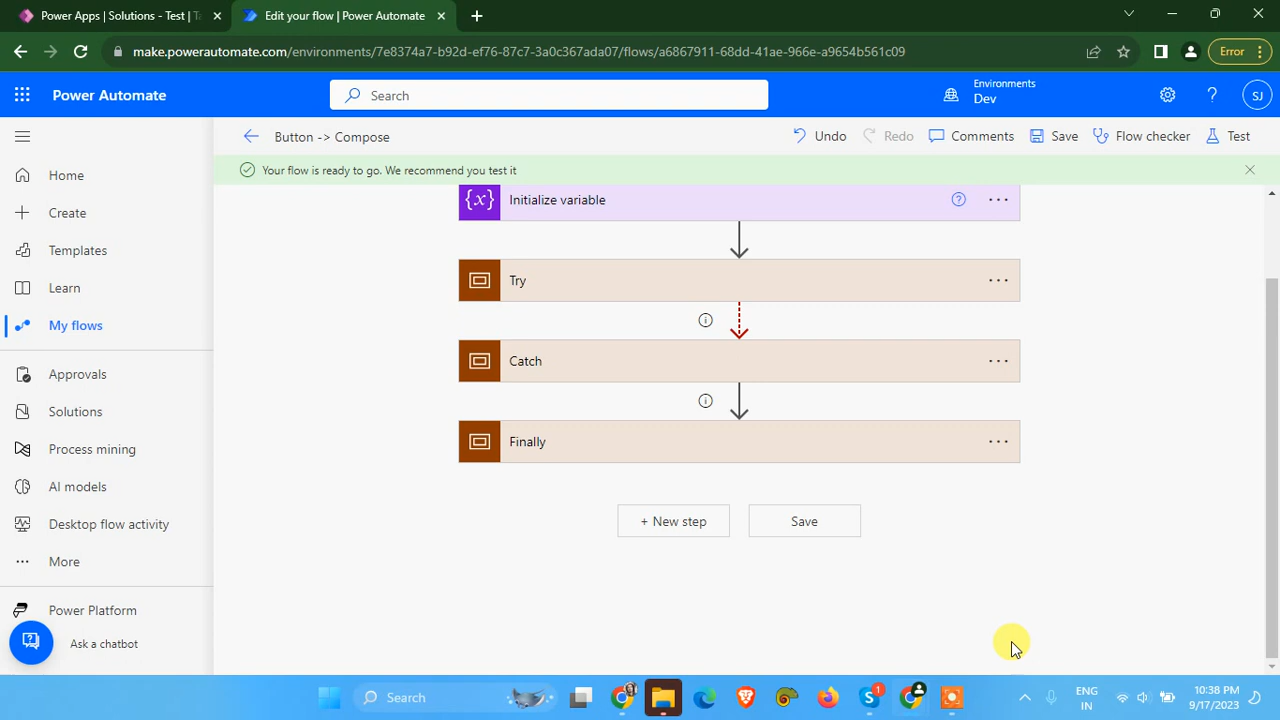 Power Apps | Solutions - Test | Ta
Edit your flow | Power Automate
make.powerautomate.com/environments/7e8374a7-b92d-ef76-87c7-3a0c367ada07/flows/a6867911-68dd-41ae-966e-a9654b561c09
Error
Power Automate
Search
Environments
Dev
SJ
Button -> Compose
Undo
Redo
Comments
Save
Flow checker
Test
Your flow is ready to go. We recommend you test it
Home
Create
Templates
Learn
My flows
Approvals
Solutions
Process mining
AI models
Desktop flow activity
More
Power Platform
Ask a chatbot
{x} Initialize variable
Try
Catch
Finally
+ New step
Save
Search
1
ENG
IN
10:38 PM
9/17/2023